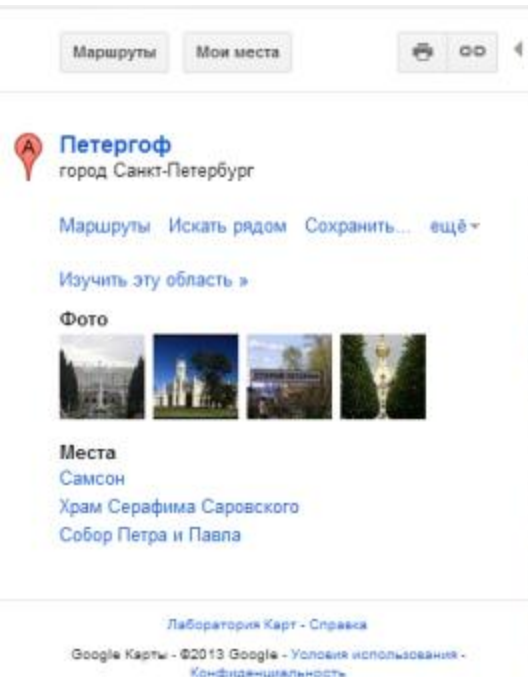 Маршруты Мои места
A
Петергоф
город Санкт-Петербург
Маршруты Искать рядом Сохранить... ещё
Изучить эту область »
Фото
Места
Самсон
Храм Серафима Саровского
Собор Петра и Павла
Лаборатория Карт - Справка
Google Карты - ©2013 Google - Условия использования -
Конфиденциальность